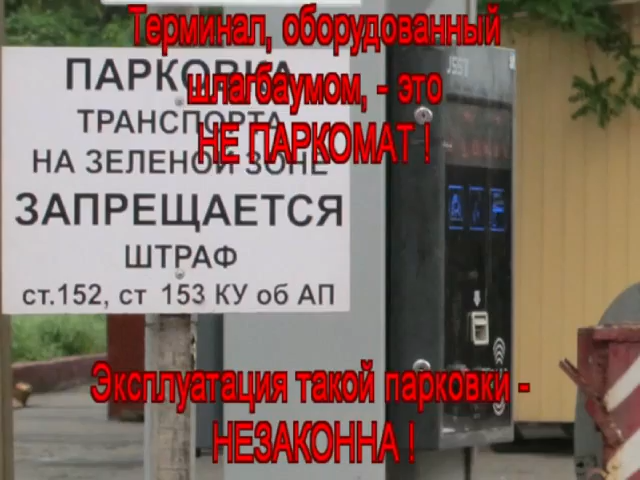 Терминал, оборудованный
шлагбаумом, - это
НЕ ПАРКОМАТ !
ПАРКОВКА
ТРАНСПОРТА
НА ЗЕЛЕНОЙ ЗОНЕ
ЗАПРЕЩАЕТСЯ
ШТРАФ
ст.152, ст 153 КУ об АП
Эксплуатация такой парковки -
НЕЗАКОННА !